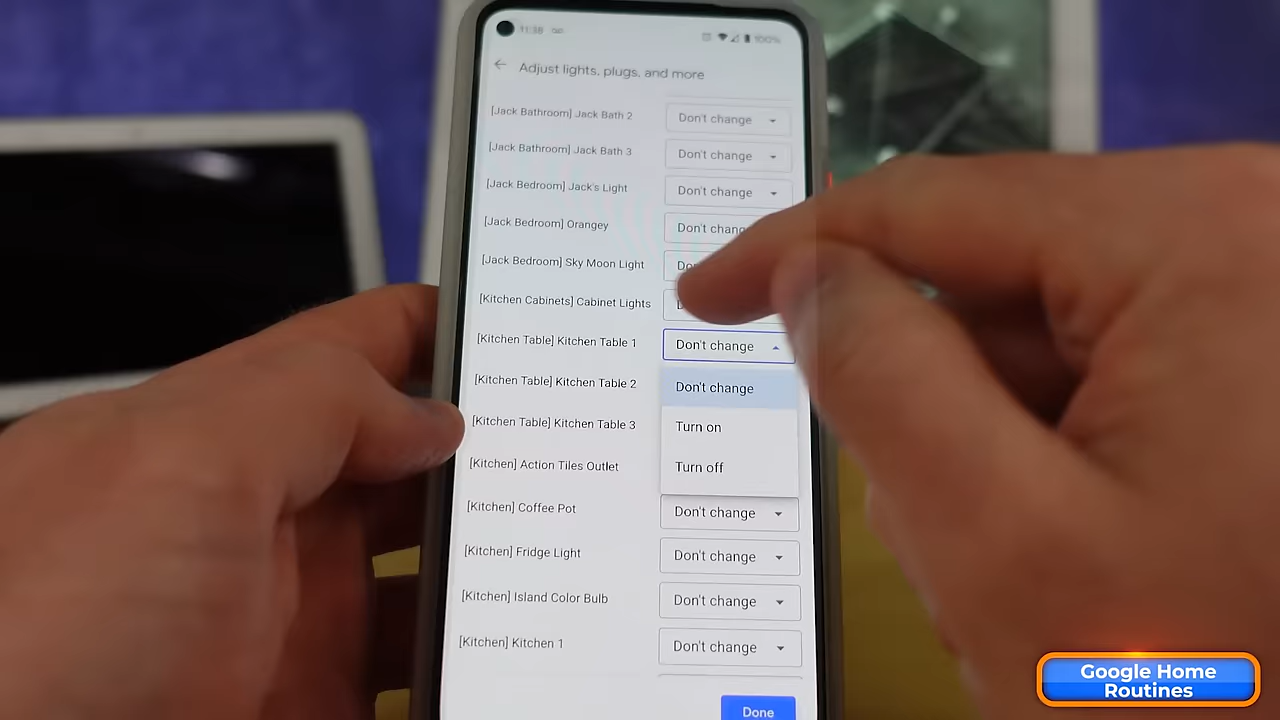 11:38
100%
Adjust lights, plugs, and more
[Jack Bathroom] Jack Bath 2 Don't change
[Jack Bathroom] Jack Bath 3 Don't change
[Jack Bedroom] Jack's Light Don't change
[Jack Bedroom] Orangey Don't
[Jack Bedroom] Sky Moon Light
[Kitchen Cabinets] Cabinet Lights
[Kitchen Table] Kitchen Table 1 Don't change
[Kitchen Table] Kitchen Table 2 Don't change
[Kitchen Table] Kitchen Table 3 Turn on
[Kitchen] Action Tiles Outlet Turn off
[Kitchen] Coffee Pot Don't change
[Kitchen] Fridge Light Don't change
[Kitchen] Island Color Bulb Don't change
[Kitchen] Kitchen 1 Don't change
Done
Google Home
Routines